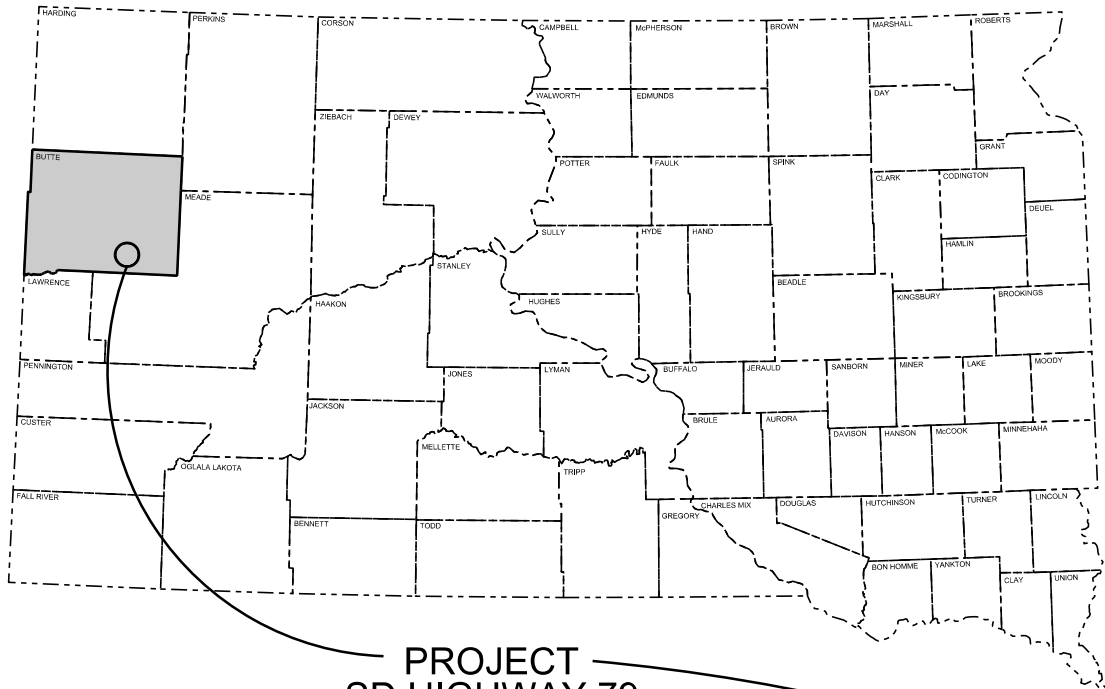 HARDING
PERKINS
CORSON
CAMPBELL
McPHERSON
BROWN
MARSHALL
ROBERTS
WALWORTH
EDMUNDS
DAY
ZIEBACH
DEWEY
GRANT
BUTTE
POTTER
FAULK
SPINK
CLARK
CODINGTON
MEADE
DEUEL
SULLY
HYDE
HAND
HAMLIN
STANLEY
LAWRENCE
BEADLE
HAAKON
HUGHES
KINGSBURY
BROOKINGS
PENNINGTON
JONES
LYMAN
BUFFALO
JERAULD
SANBORN
MINER
LAKE
MOODY
JACKSON
CUSTER
BRULE
AURORA
DAVISON
HANSON
McCOOK
MINNEHAHA
MELLETTE
OGLALA LAKOTA
TRIPP
FALL RIVER
CHARLES MIX
DOUGLAS
HUTCHINSON
TURNER
LINCOLN
GREGORY
BENNETT
TODD
BON HOMME
YANKTON
CLAY
UNION
PROJECT
SD HIGHWAY 79